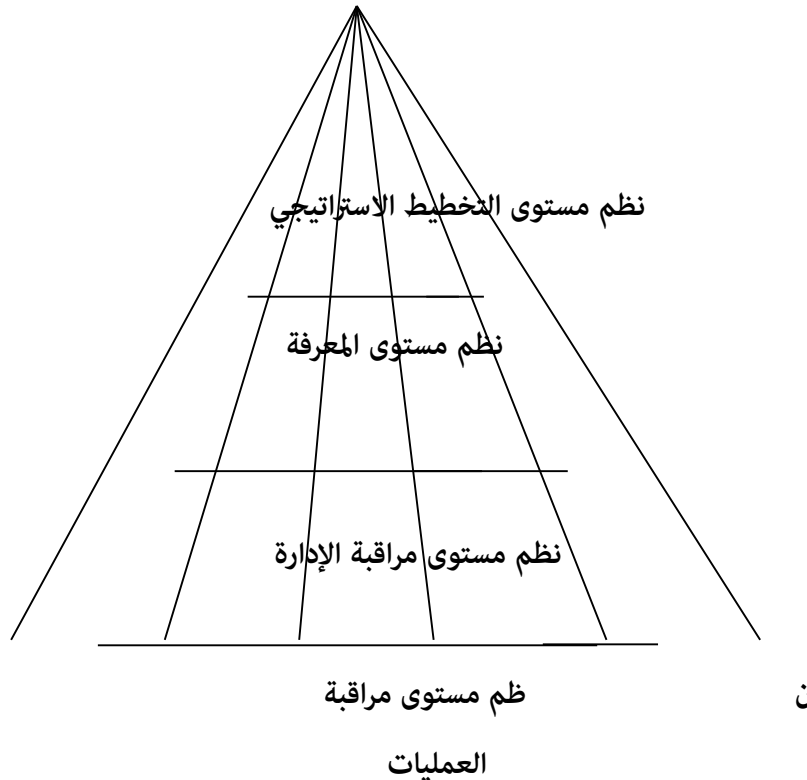 نظم مستوى التخطيط الاستراتيجي
نظم مستوى المعرفة
نظم مستوى مراقبة الإدارة
ن
ظم مستوى مراقبة
العمليات